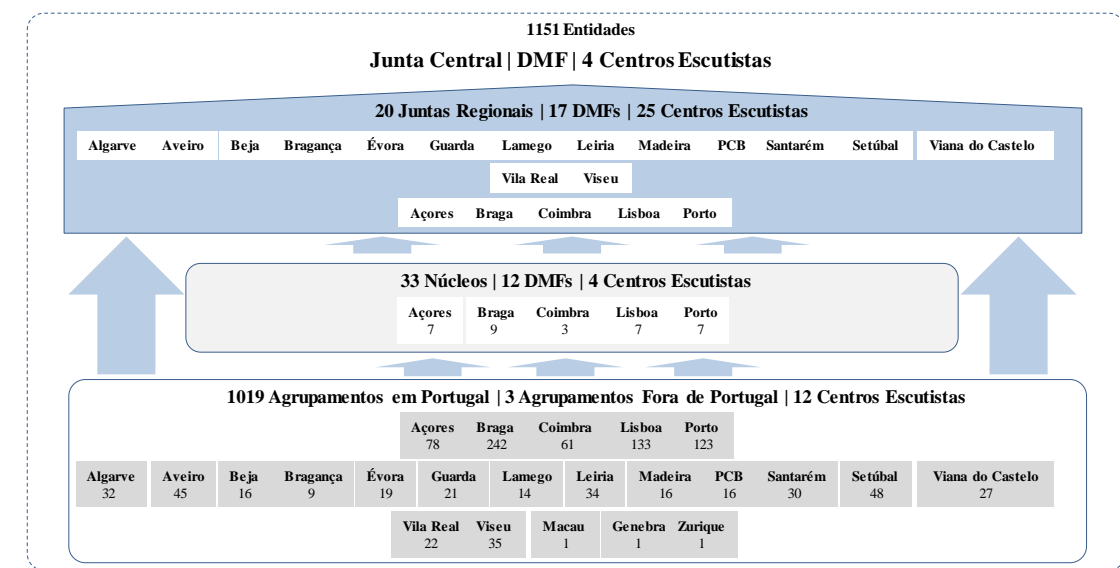 1151 Entidades
Junta Central | DMF | 4 Centros Escutistas
20 Juntas Regionais | 17 DMFs | 25 Centros Escutistas
Algarve Aveiro Beja Bragança Évora Guarda Lamego Leiria Madeira PCB Santarém Setúbal Viana do Castelo
Vila Real Viseu
Açores Braga Coimbra Lisboa Porto
33 Núcleos | 12 DMFs | 4 Centros Escutistas
Açores Braga Coimbra Lisboa Porto
7 9 3 7 7
1019 Agrupamentos em Portugal | 3 Agrupamentos Fora de Portugal | 12 Centros Escutistas
Açores Braga Coimbra Lisboa Porto
78 242 61 133 123
Algarve Aveiro Beja Bragança Évora Guarda Lamego Leiria Madeira PCB Santarém Setúbal Viana do Castelo
32 45 16 9 19 21 14 34 16 16 30 48 27
Vila Real Viseu Macau Genebra Zurique
22 35 1 1 1